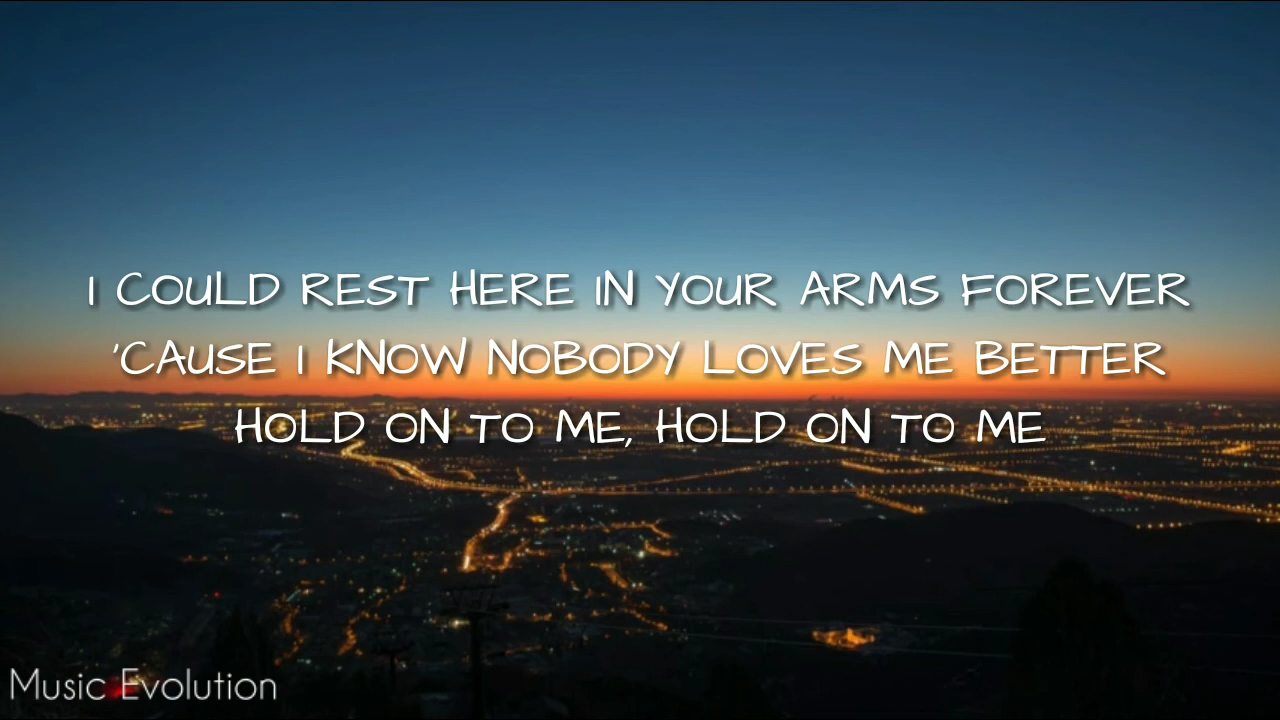 I COULD REST HERE IN YOUR ARMS FOREVER
'CAUSE I KNOW NOBODY LOVES ME BETTER
HOLD ON TO ME, HOLD ON TO ME
Music Evolution